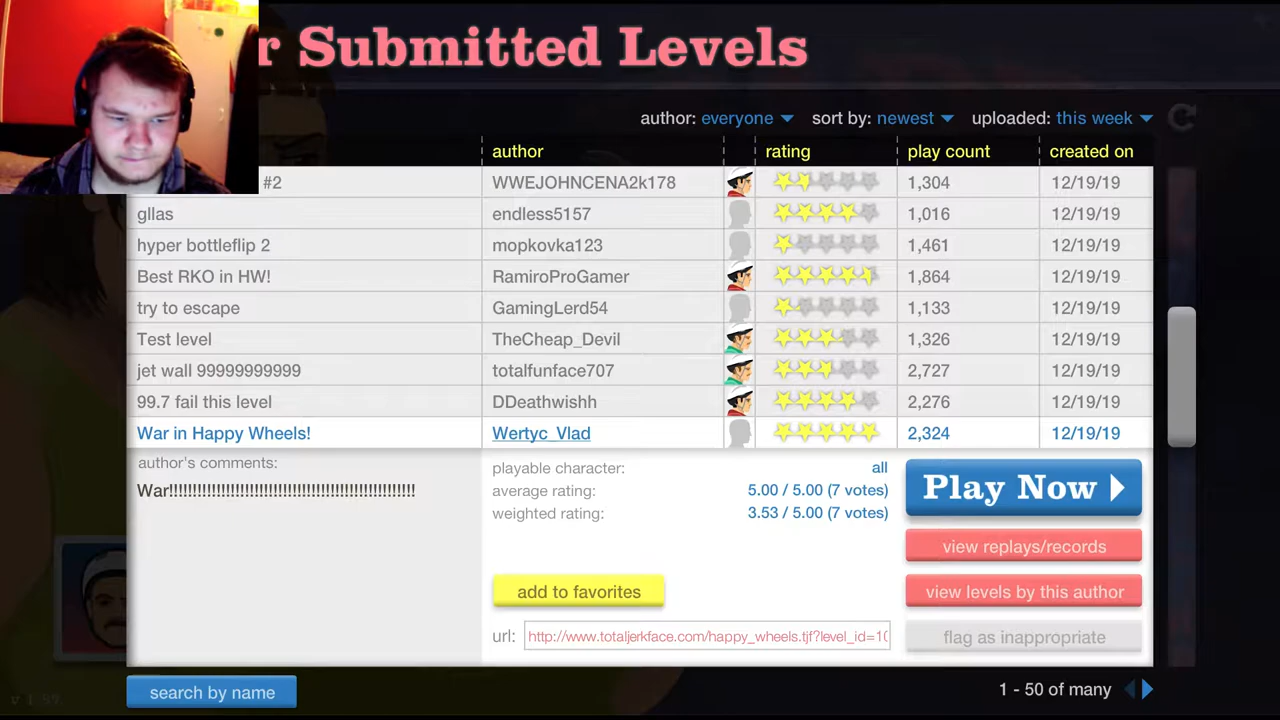 r Submitted Levels
author: everyone sort by: newest uploaded: this week
author rating play count created on
#2 WWEJOHNCENA2k178 1,304 12/19/19
gllas endless5157 1,016 12/19/19
hyper bottleflip 2 mopkovka123 1,461 12/19/19
Best RKO in HW! RamiroProGamer 1,864 12/19/19
try to escape GamingLerd54 1,133 12/19/19
Test level TheCheap_Devil 1,326 12/19/19
jet wall 99999999999 totalfunface707 2,727 12/19/19
99.7 fail this level DDeathwishh 2,276 12/19/19
War in Happy Wheels! Wertyc_Vlad 2,324 12/19/19
author's comments:
War!!!!!!!!!!!!!!!!!!!!!!!!!!!!!!!!!!!!!!!!!!!!!!!!!!!!
playable character: all
average rating: 5.00 / 5.00 (7 votes)
weighted rating: 3.53 / 5.00 (7 votes)
Play Now
view replays/records
add to favorites
view levels by this author
url: http://www.totaljerkface.com/happy_wheels.tjf?level_id=1(
flag as inappropriate
search by name
1 - 50 of many
v 1.87